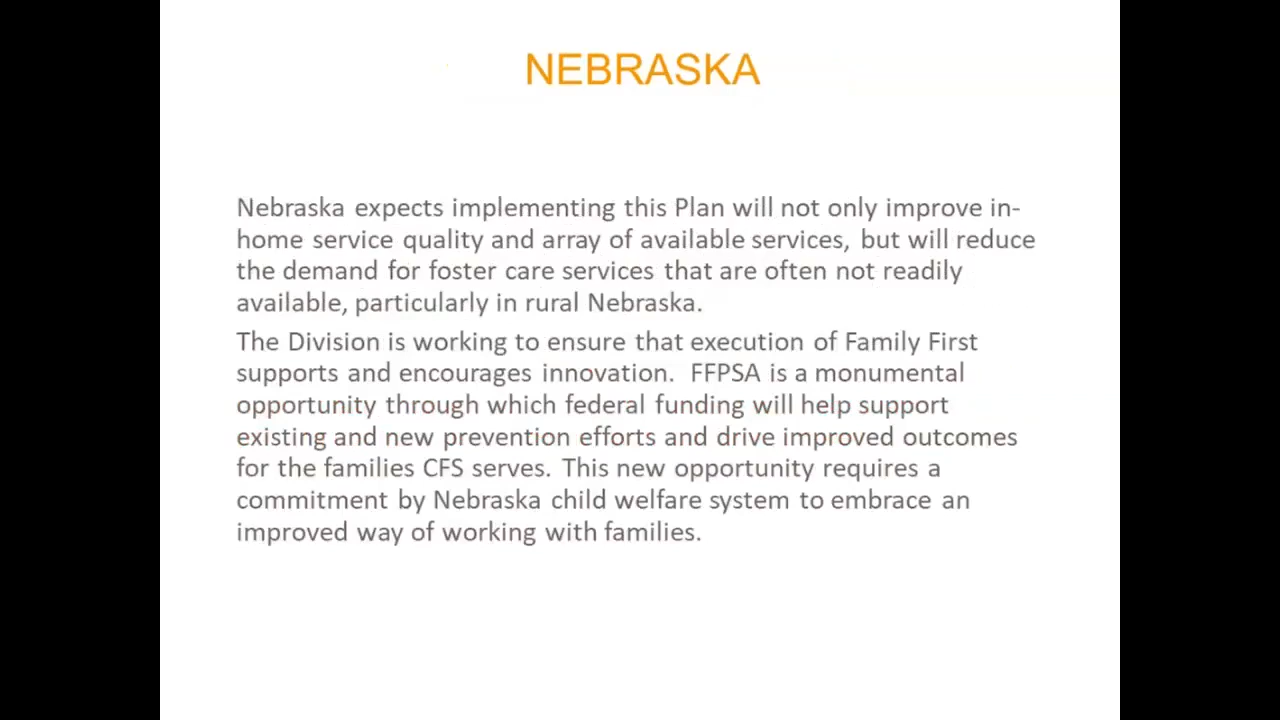 NEBRASKA
Nebraska expects implementing this Plan will not only improve in-
home service quality and array of available services, but will reduce
the demand for foster care services that are often not readily
available, particularly in rural Nebraska.
The Division is working to ensure that execution of Family First
supports and encourages innovation.  FFPSA is a monumental
opportunity through which federal funding will help support
existing and new prevention efforts and drive improved outcomes
for the families CFS serves.  This new opportunity requires a
commitment by Nebraska child welfare system to embrace an
improved way of working with families.